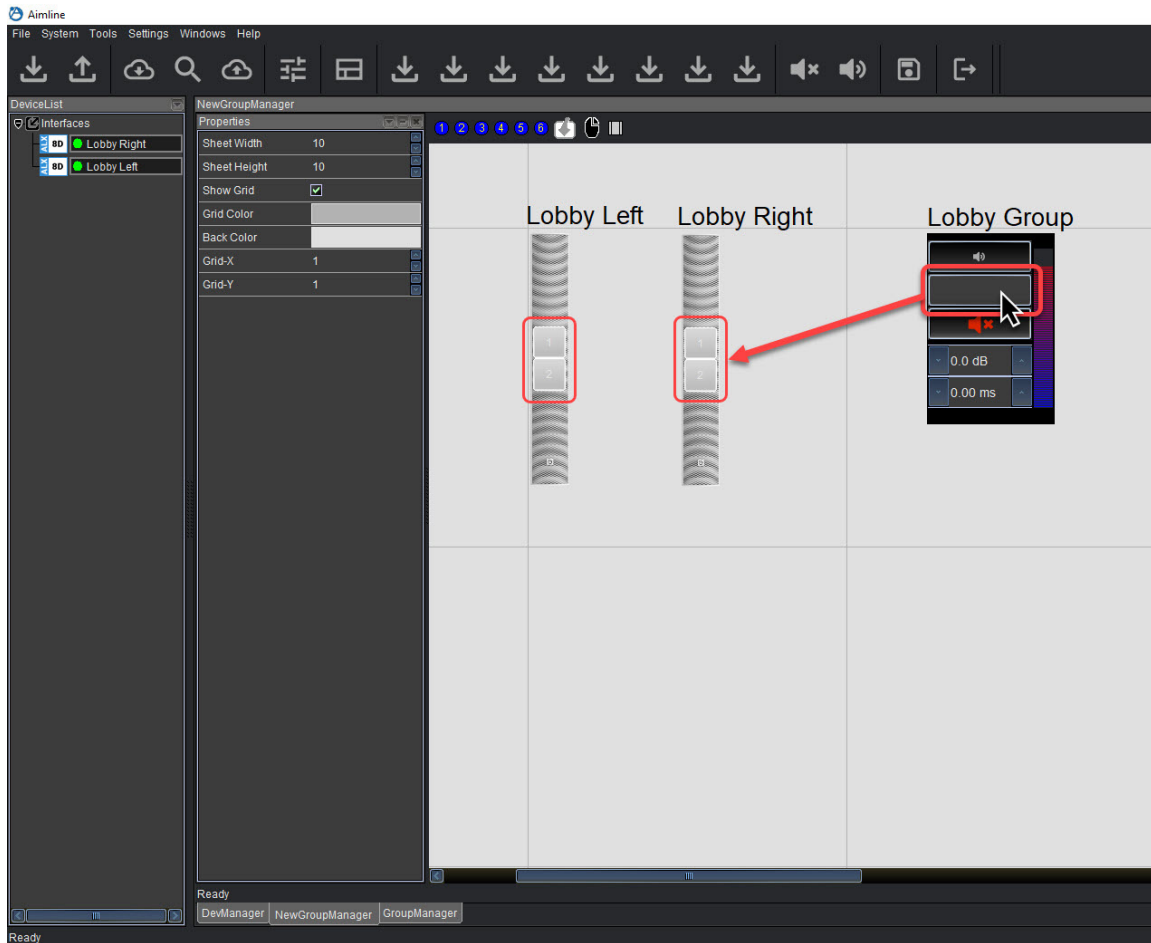 Aimline
File System Tools Settings Windows Help
DeviceList
Interfaces
ALX 8D Lobby Right
ALX 8D Lobby Left
NewGroupManager
Properties
Sheet Width 10
Sheet Height 10
Show Grid
Grid Color
Back Color
Grid-X 1
Grid-Y 1
1 2 3 4 5 6
Lobby Left Lobby Right Lobby Group
1 1
2 2
0.0 dB
0.00 ms
Ready
DevManager NewGroupManager GroupManager
Ready